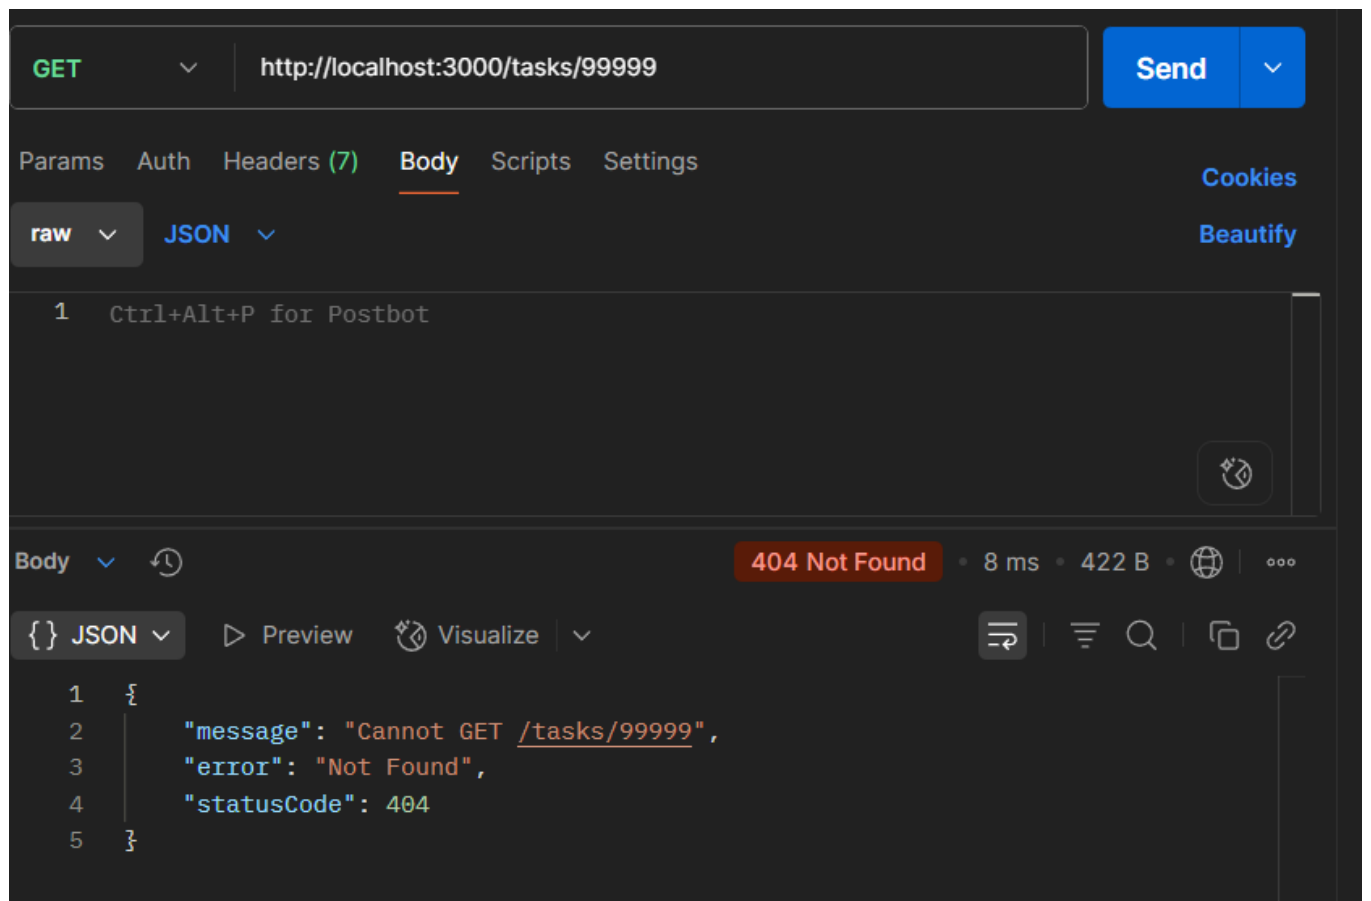 GET http://localhost:3000/tasks/99999 Send
Params Auth Headers (7) Body Scripts Settings
Cookies
raw JSON Beautify
1 Ctrl+Alt+P for Postbot
Body 404 Not Found • 8 ms • 422 B •
{} JSON Preview Visualize
1 {
2 "message": "Cannot GET /tasks/99999",
3 "error": "Not Found",
4 "statusCode": 404
5 }